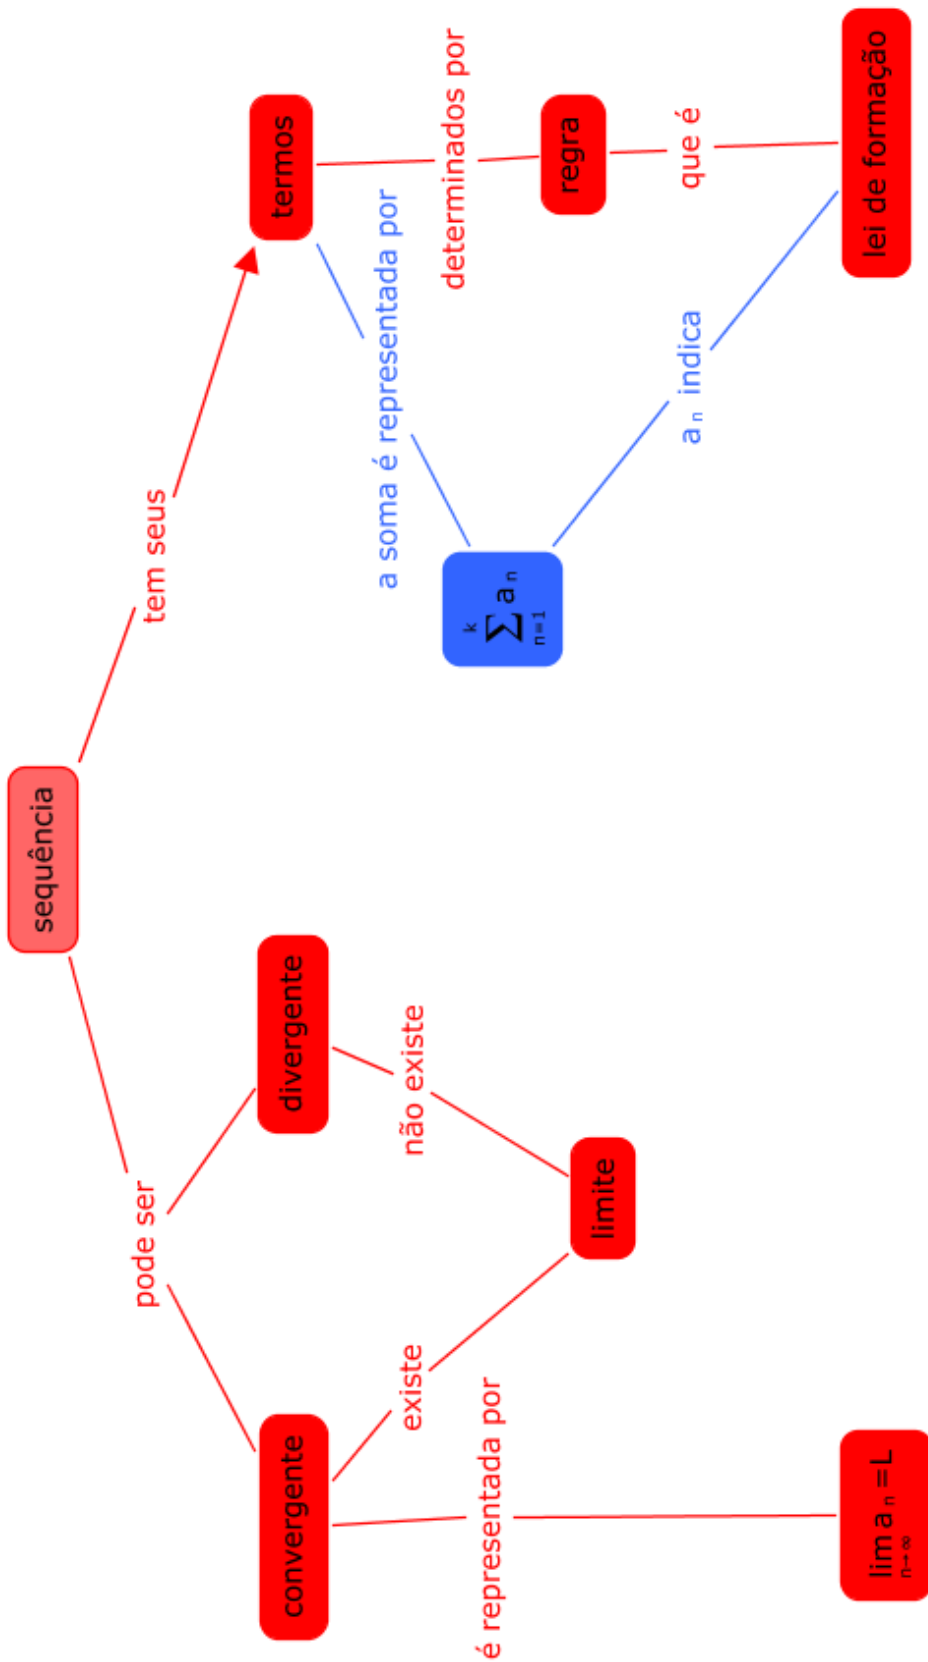 sequência
pode ser
tem seus
convergente
divergente
termos
existe
não existe
a soma é representada por
determinados por
é representada por
limite
k
∑ a n
n=1
regra
a n indica
que é
lim a n = L
n→∞
lei de formação